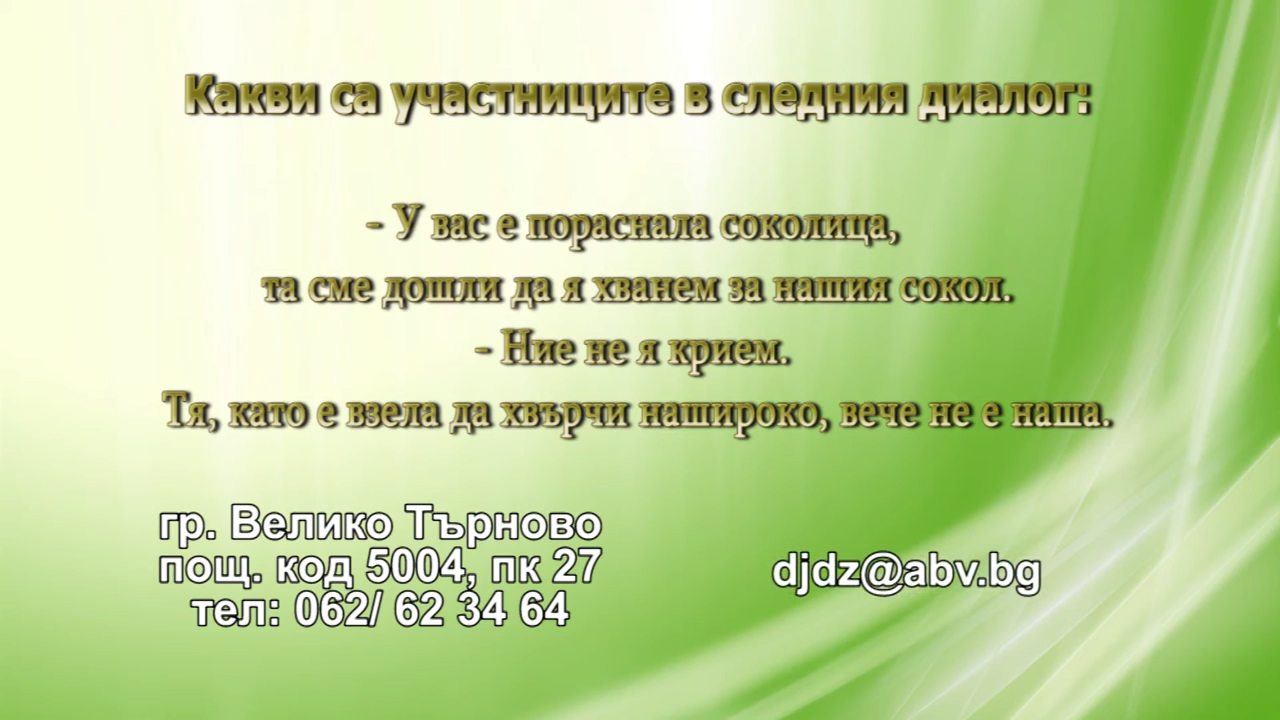 Какви са участниците в следния диалог:
- У вас е пораснала соколица,
та сме дошли да я хванем за нашия сокол.
- Ние не я крием.
Тя, като е взела да хвърчи нашироко, вече не е наша.
гр. Велико Търново
пощ. код 5004, пк 27
тел: 062/ 62 34 64
djdz@abv.bg